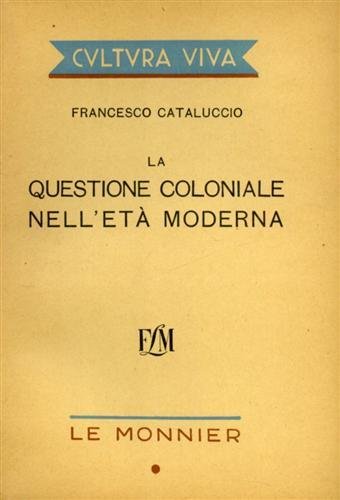 CVLTVRA VIVA
FRANCESCO CATALUCCIO
LA
QUESTIONE COLONIALE
NELL'ETÀ MODERNA
FLM
LE MONNIER